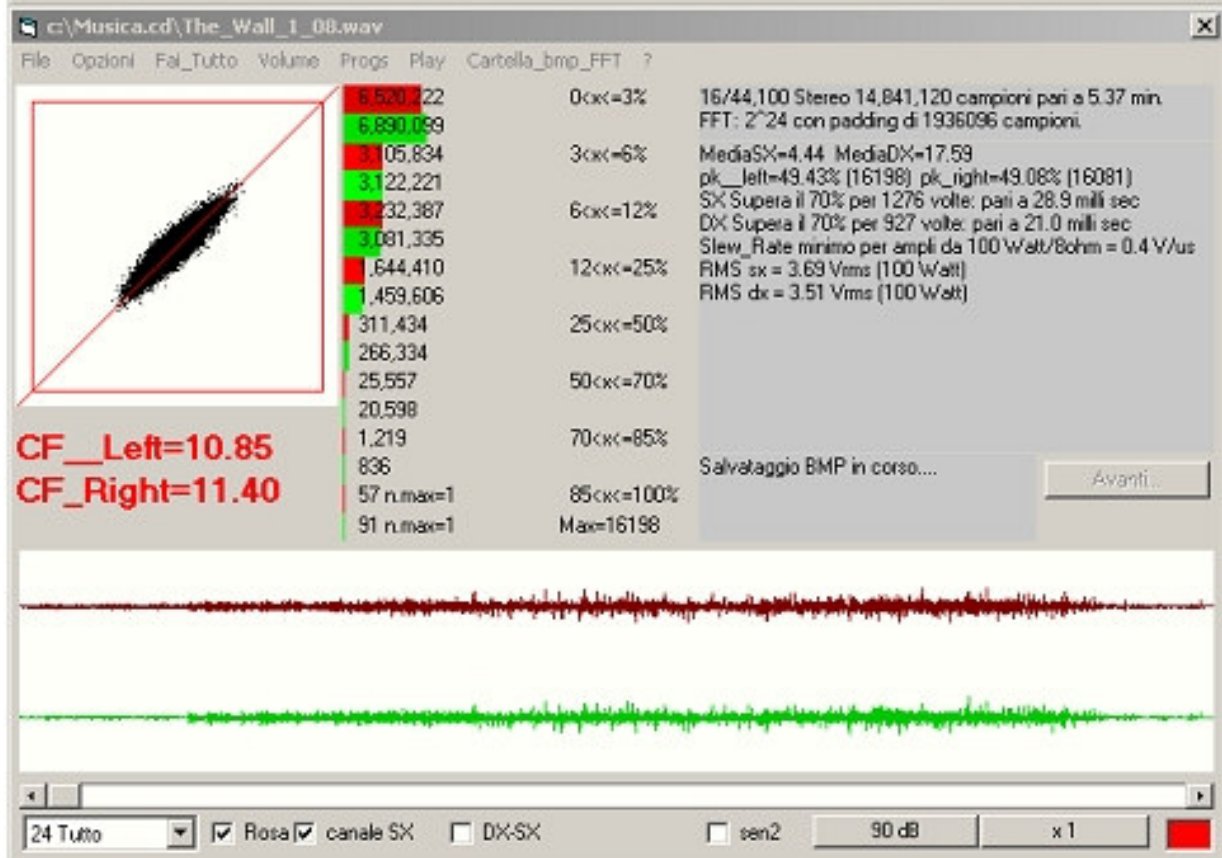 c:\Musica.cd\The_Wall_1_08.wav
File Opzioni Fai_Tutto Volume Progs Play Cartella_bmp_FFT ?
6,520,222 0<x<=3%
6,890,099
3,105,834 3<x<=6%
3,122,221
3,232,387 6<x<=12%
3,081,335
1,644,410 12<x<=25%
1,459,606
311,434 25<x<=50%
266,334
25,557 50<x<=70%
20,598
1,219 70<x<=85%
836
57 n.max=1 85<x<=100%
91 n.max=1 Max=16198
16/44,100 Stereo 14,841,120 campioni pari a 5.37 min.
FFT: 2^24 con padding di 1936096 campioni.
MediaSX=4.44 MediaDX=17.59
pk__left=49.43% (16198) pk_right=49.08% (16081)
SX Supera il 70% per 1276 volte: pari a 28.9 milli sec
DX Supera il 70% per 927 volte: pari a 21.0 milli sec
Slew_Rate minimo per ampli da 100 Watt/8ohm = 0.4 V/us
RMS sx = 3.69 Vrms (100 Watt)
RMS dx = 3.51 Vrms (100 Watt)
CF__Left=10.85
CF_Right=11.40
Salvataggio BMP in corso....
Avanti...
24 Tutto Rosa canale SX DX-SX sen2 90 dB x 1